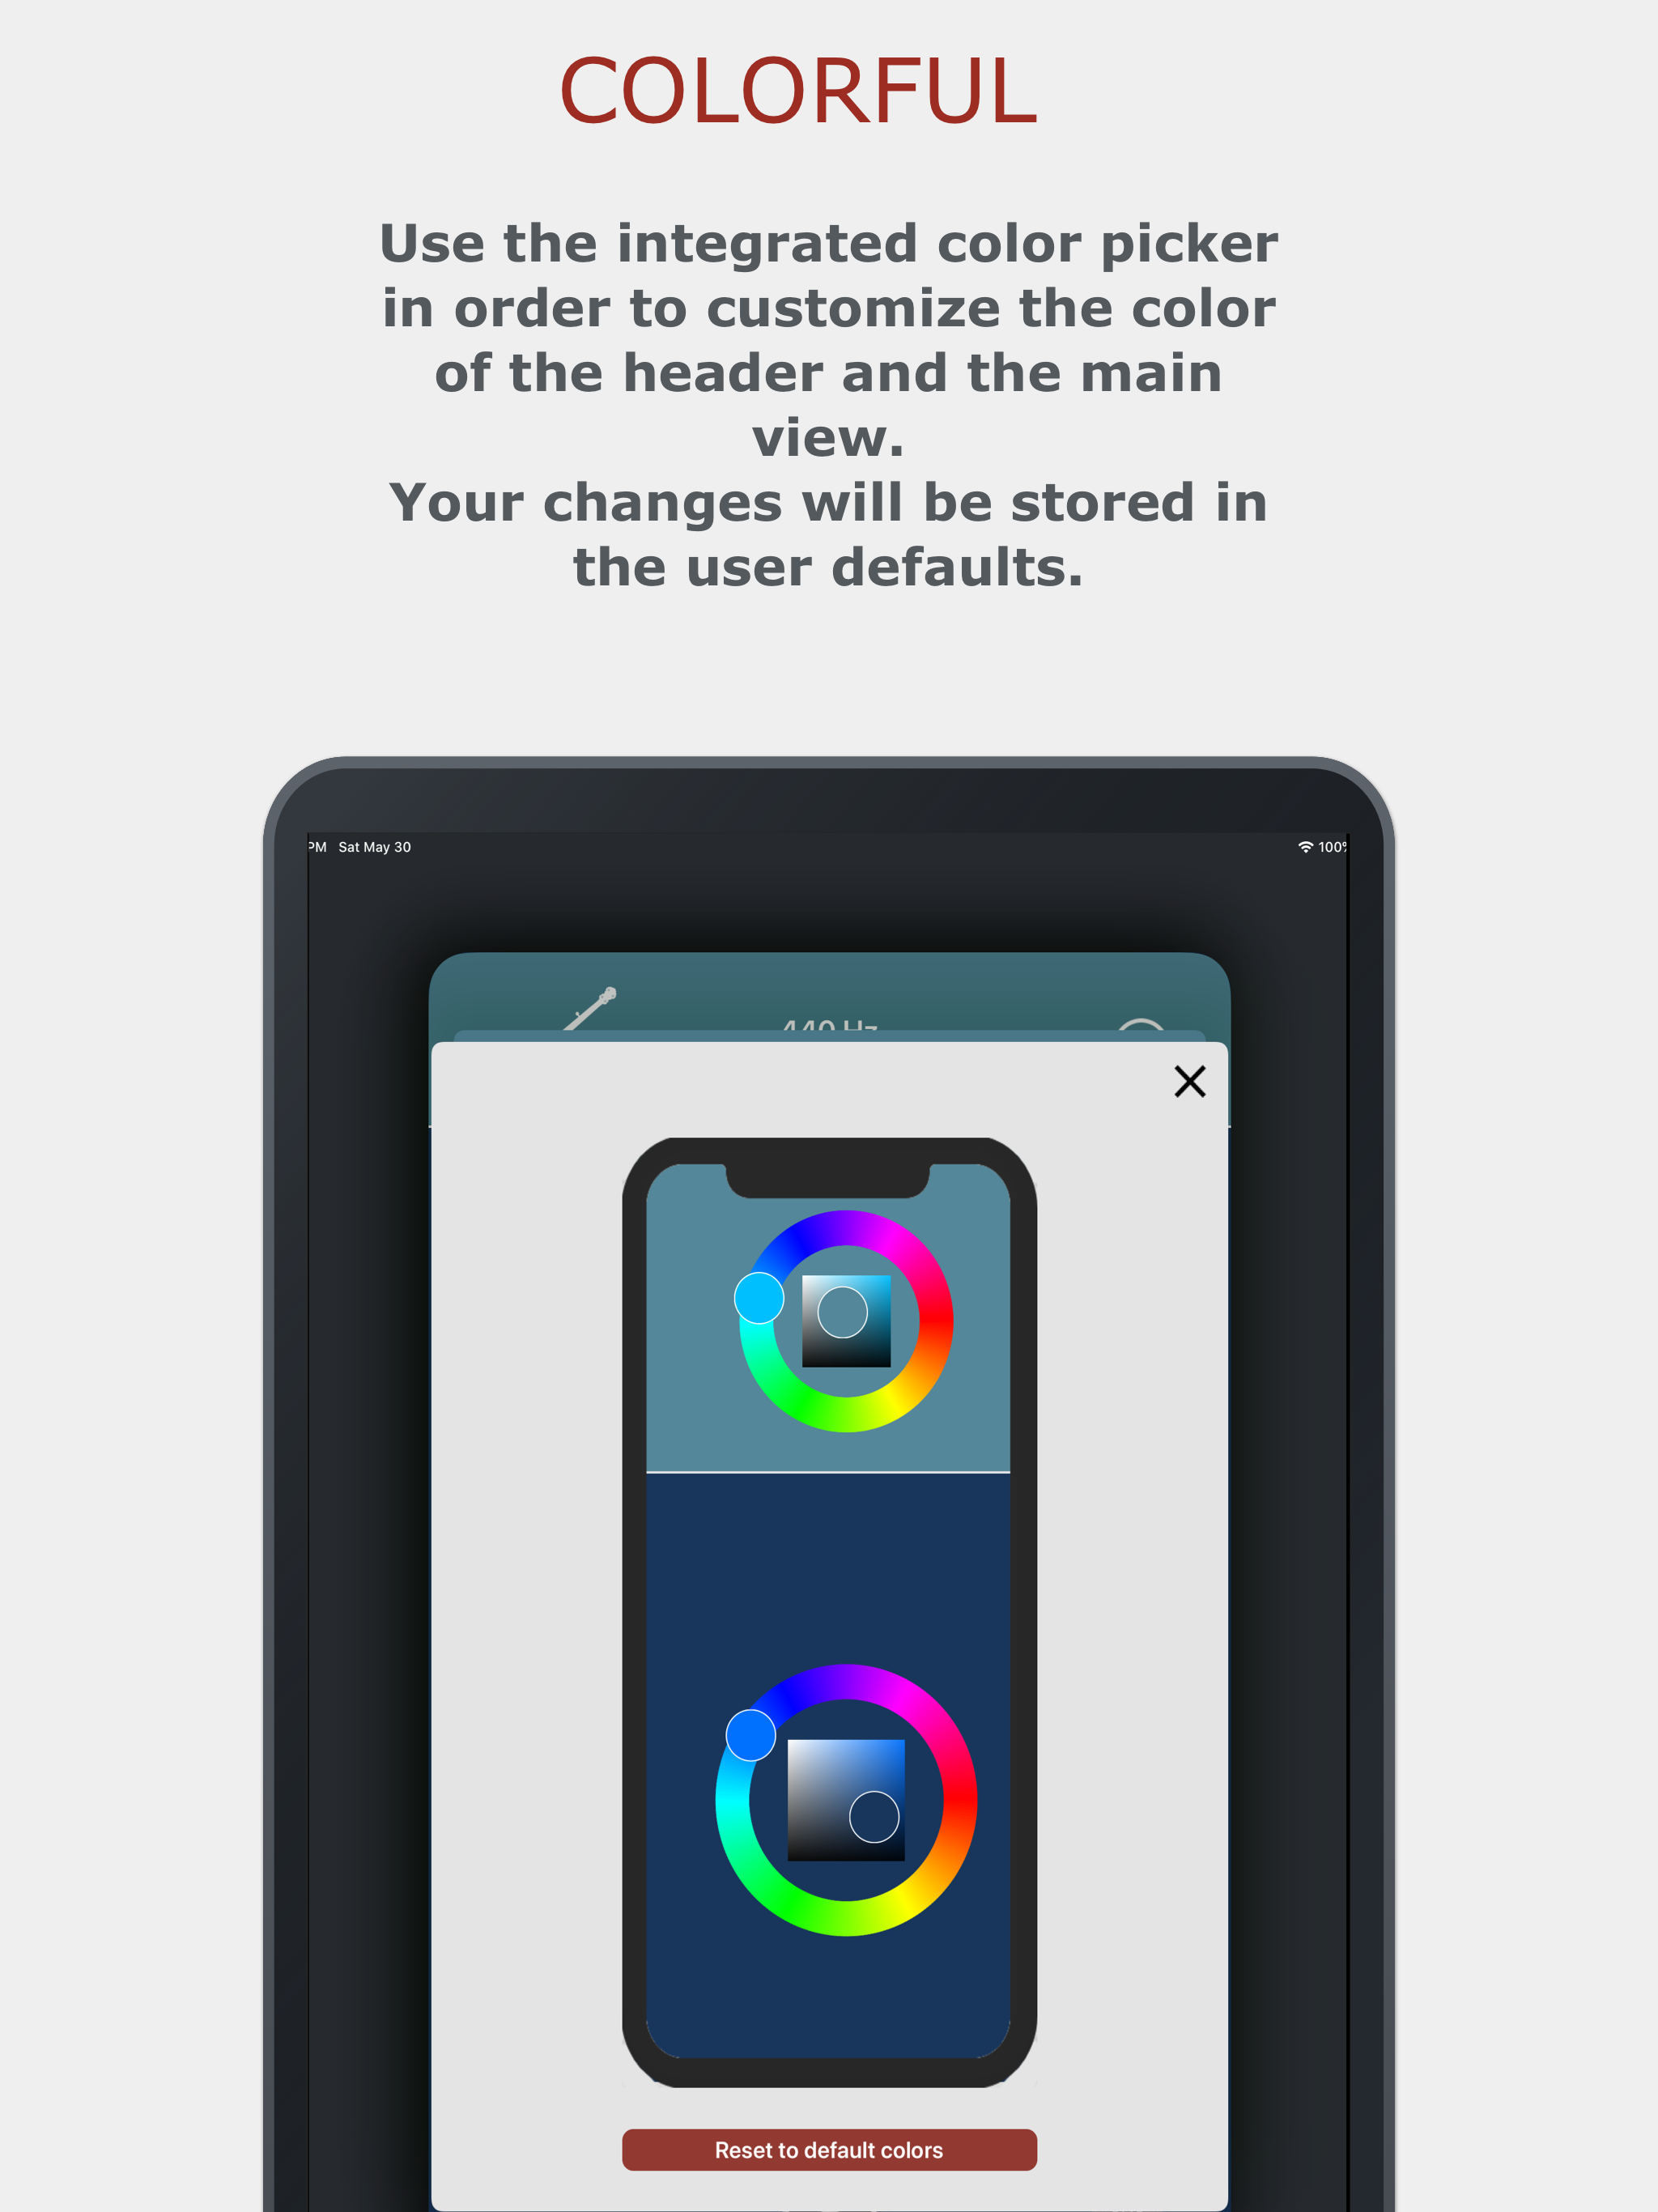 COLORFUL
Use the integrated color picker
in order to customize the color
of the header and the main
view.
Your changes will be stored in
the user defaults.
PM Sat May 30
100%
440 Hz
Reset to default colors